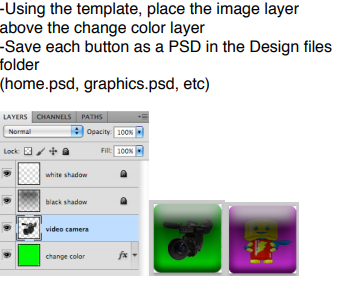 -Using the template, place the image layer
above the change color layer
-Save each button as a PSD in the Design files
folder
(home.psd, graphics.psd, etc)
LAYERS CHANNELS PATHS
Normal Opacity: 100%
Lock: Fill: 100%
white shadow
black shadow
video camera
change color fx